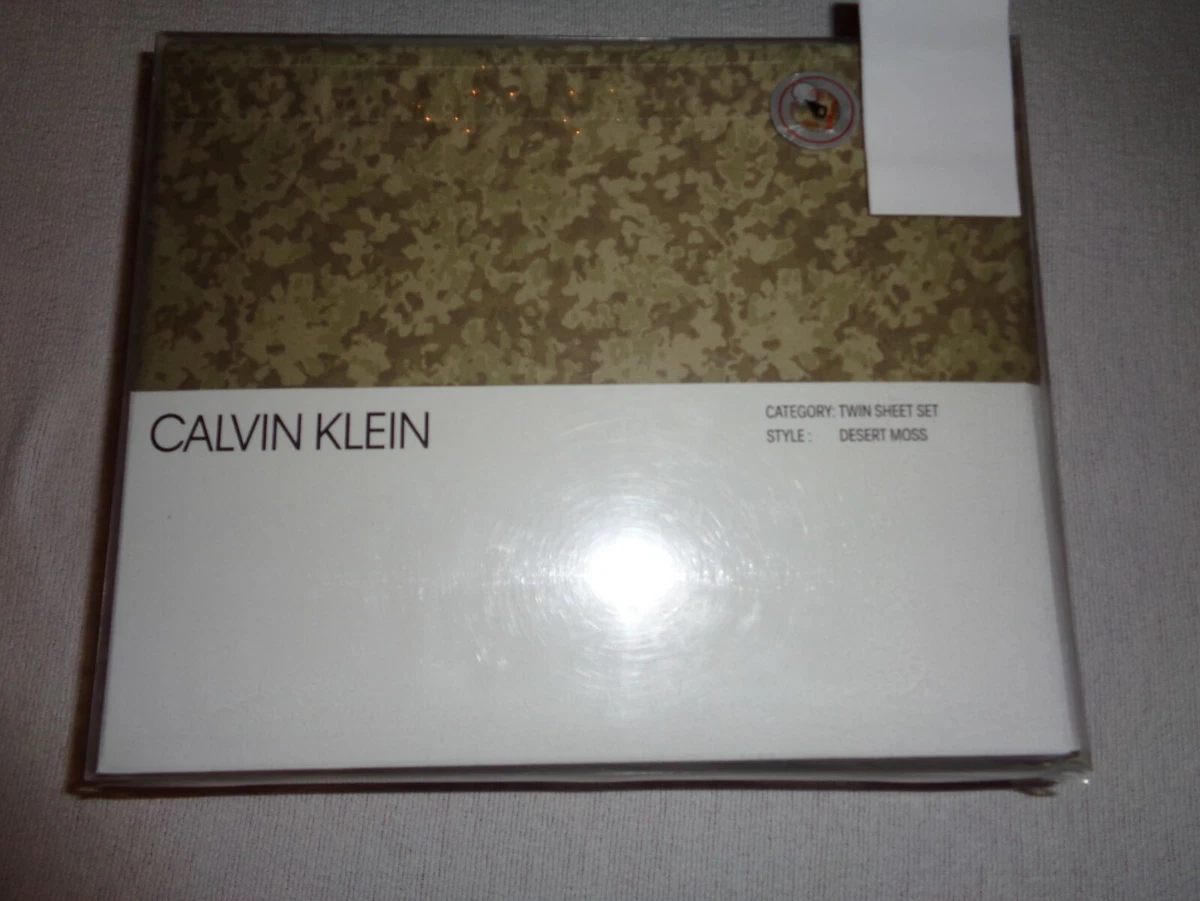 CALVIN KLEIN
CATEGORY: TWIN SHEET SET
STYLE : DESERT MOSS